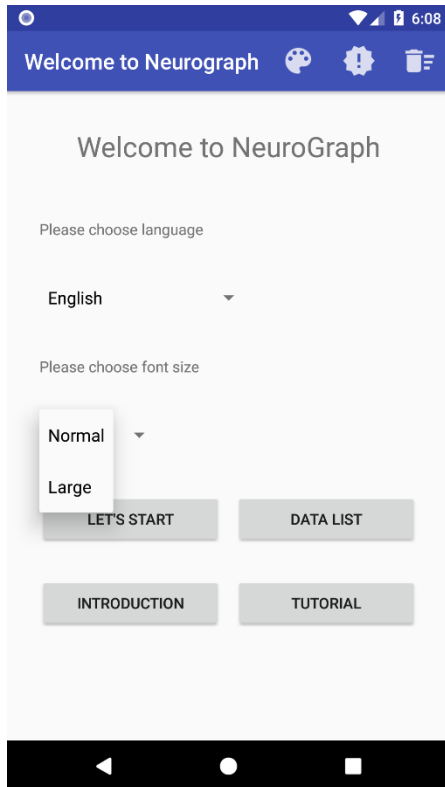 6:08
Welcome to Neurograph
Welcome to NeuroGraph
Please choose language
English
Please choose font size
Normal
Large
LET'S START
DATA LIST
INTRODUCTION
TUTORIAL